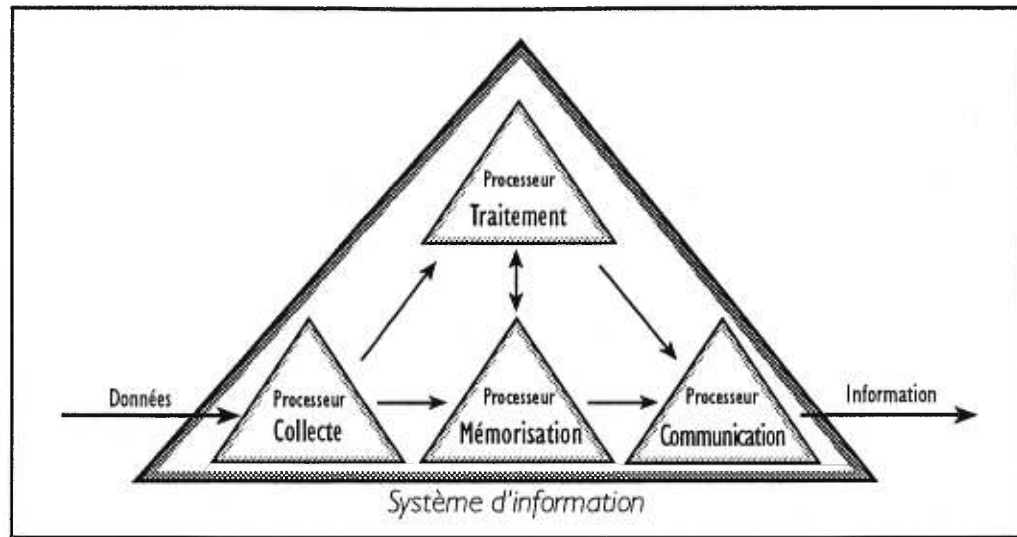 Processeur
Traitement
Données
Processeur
Collecte
Processeur
Mémorisation
Processeur
Communication
Information
Système d'information